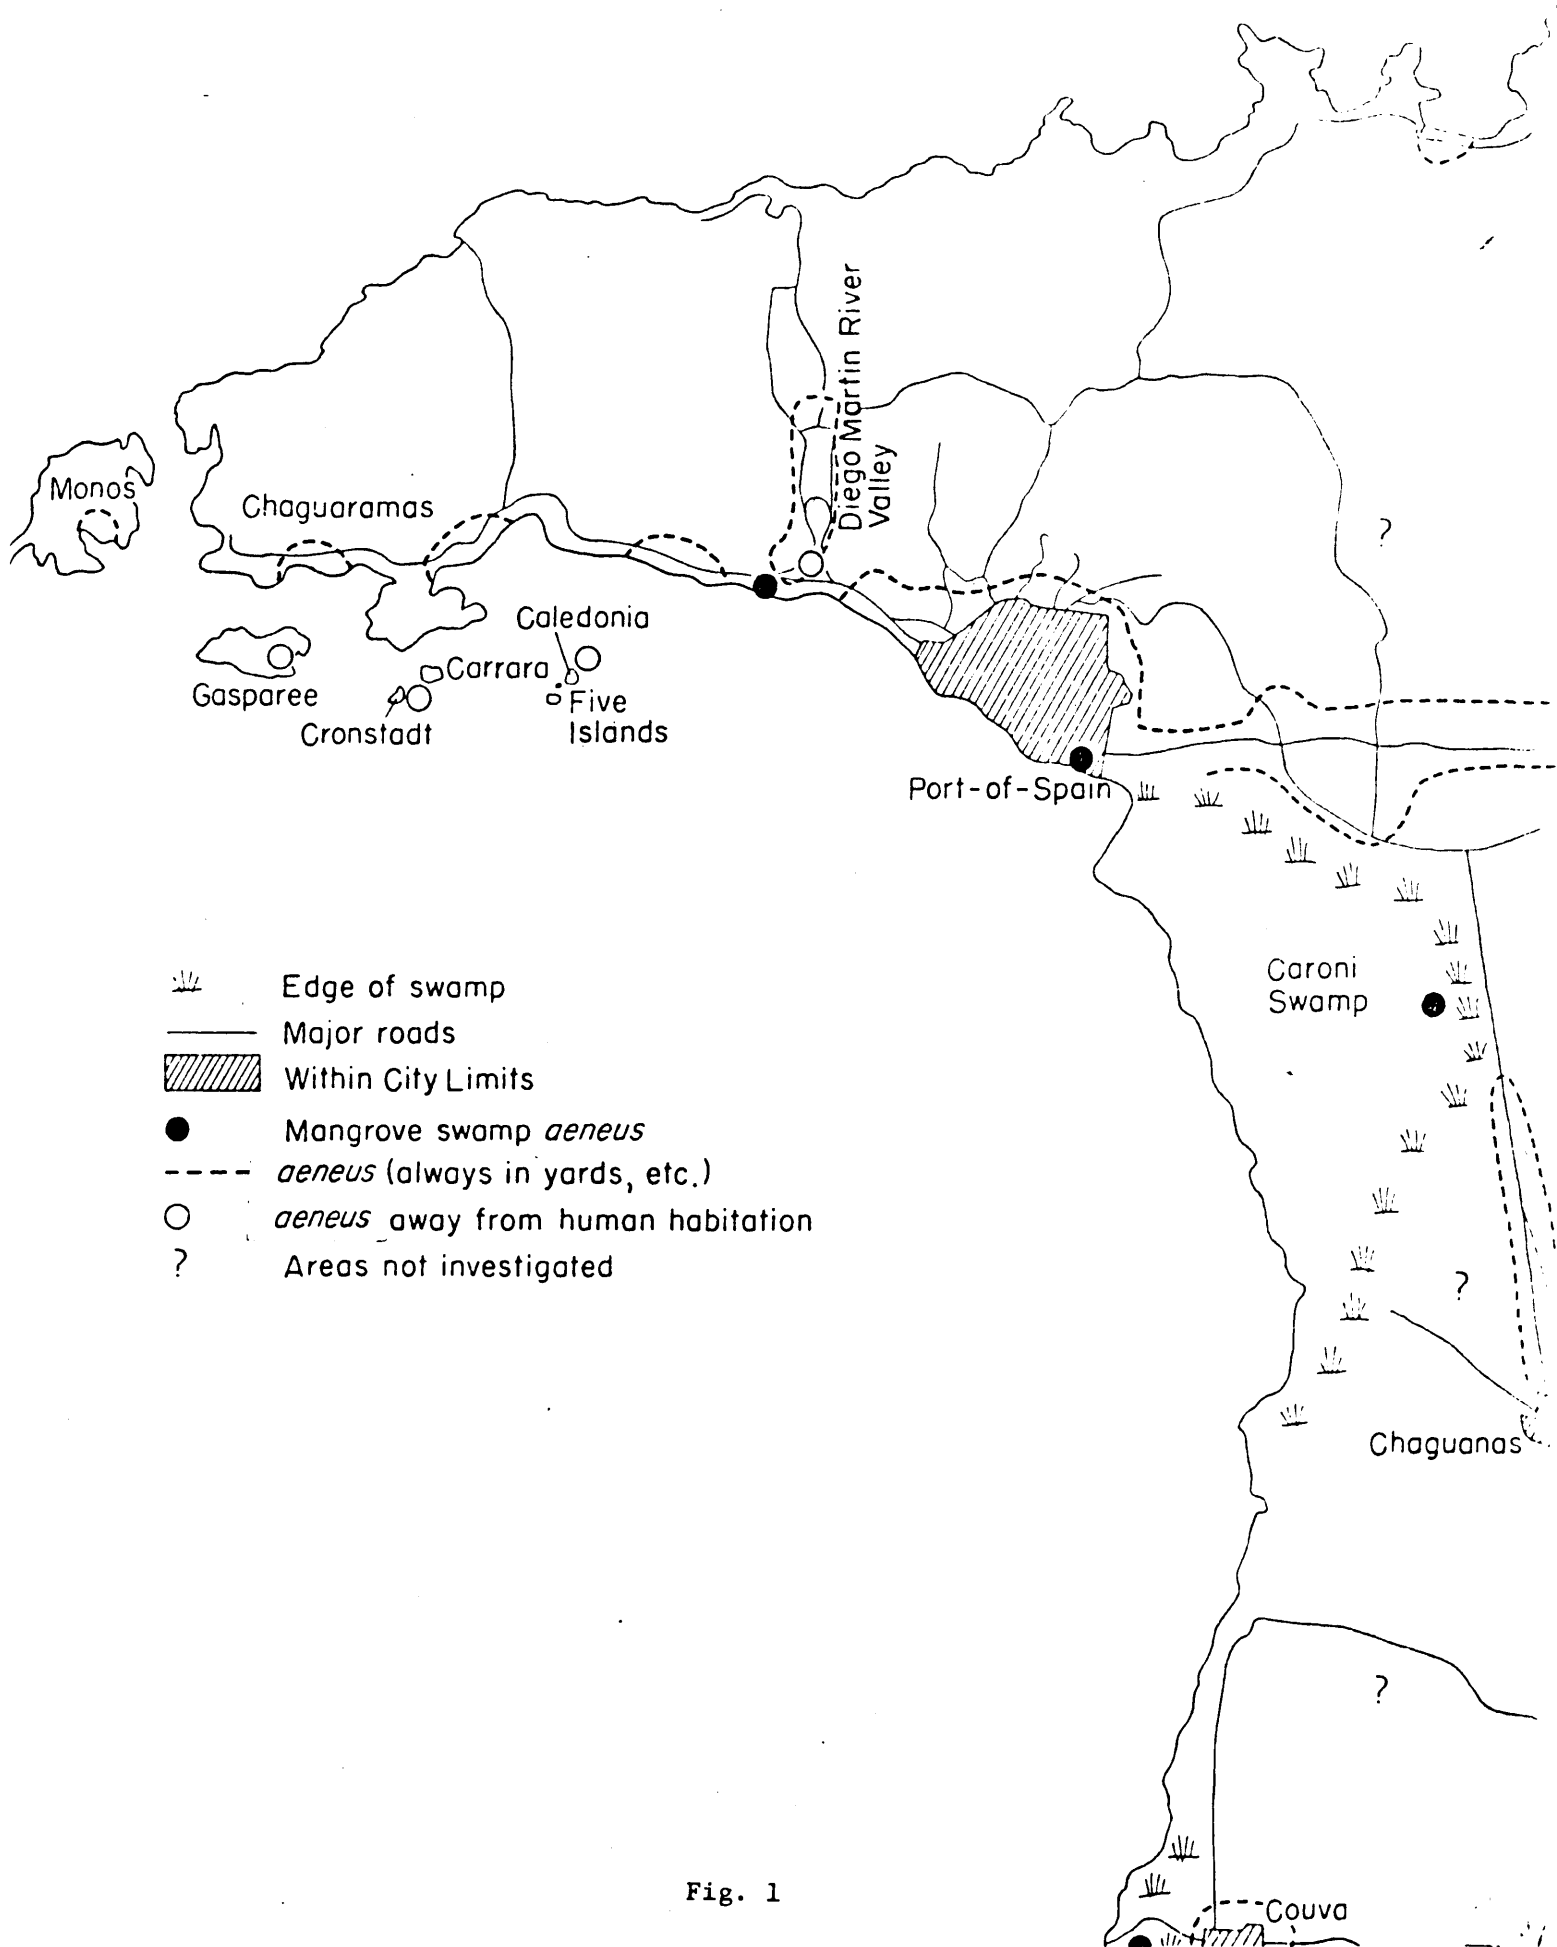 Diego Martin River
Valley
Monos
Chaguaramas
?
Caledonia
Carrara
Gasparee
Five
Islands
Cronstadt
Port-of-Spain
Caroni
Swamp
Edge of swamp
Major roads
Within City Limits
Mangrove swamp aeneus
aeneus (always in yards, etc.)
aeneus away from human habitation
? Areas not investigated
?
Chaguanas
?
Fig. 1
Couva